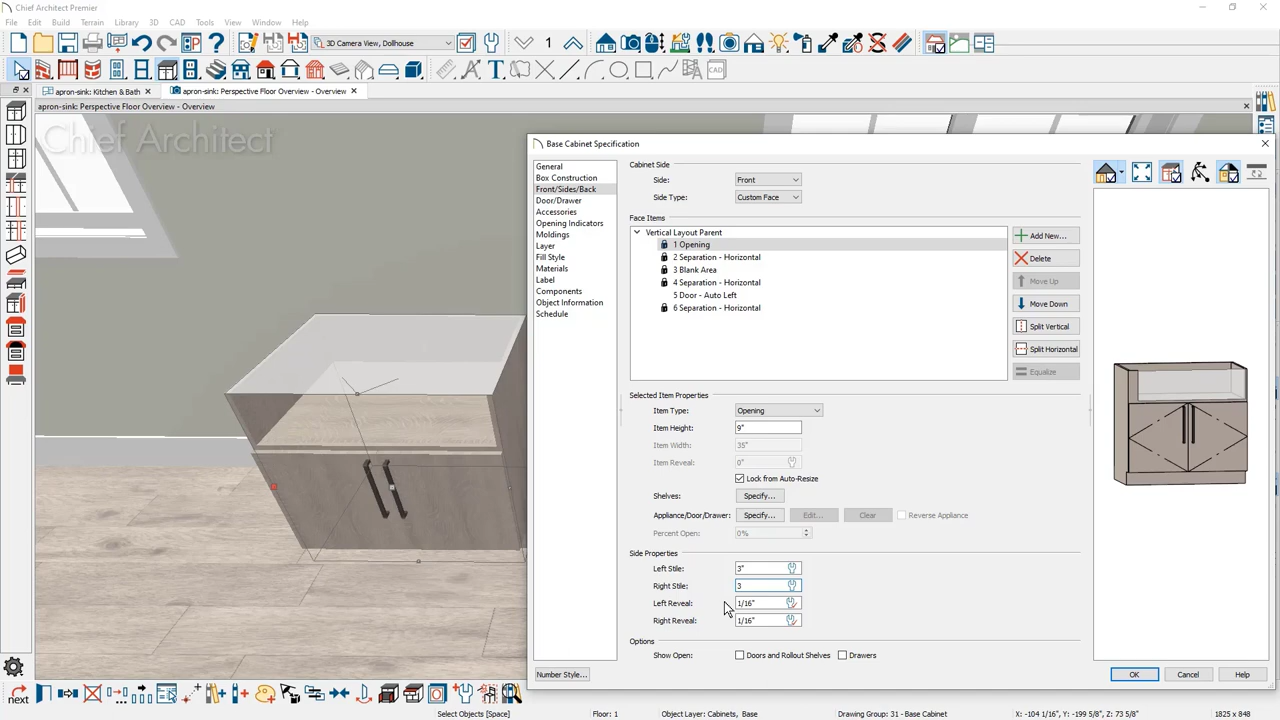 Chief Architect Premier
File Edit Build Terrain Library 3D CAD Tools View Window Help
3D Camera View, Dollhouse
1
CAD
apron-sink: Kitchen & Bath
apron-sink: Perspective Floor Overview - Overview
apron-sink: Perspective Floor Overview - Overview
Chief Architect
Base Cabinet Specification
General
Box Construction
Front/Sides/Back
Door/Drawer
Accessories
Opening Indicators
Moldings
Layer
Fill Style
Materials
Label
Components
Object Information
Schedule
Cabinet Side
Side: Front
Side Type: Custom Face
Face Items
Vertical Layout Parent
1 Opening
2 Separation - Horizontal
3 Blank Area
4 Separation - Horizontal
5 Door - Auto Left
6 Separation - Horizontal
Add New...
Delete
Move Up
Move Down
Split Vertical
Split Horizontal
Equalize
Selected Item Properties
Item Type: Opening
Item Height: 9"
Item Width: 35"
Item Reveal: 0"
Lock from Auto-Resize
Shelves: Specify...
Appliance/Door/Drawer: Specify... Edit... Clear Reverse Appliance
Percent Open: 0%
Side Properties
Left Stile: 3"
Right Stile: 3
Left Reveal: 1/16"
Right Reveal: 1/16"
Options
Show Open: Doors and Rollout Shelves Drawers
Number Style...
OK Cancel Help
next
Select Objects [Space] Floor: 1 Object Layer: Cabinets, Base Drawing Group: 31 - Base Cabinet X: -104 1/16", Y: -199 5/8", Z: 73 5/8" 1825 x 848